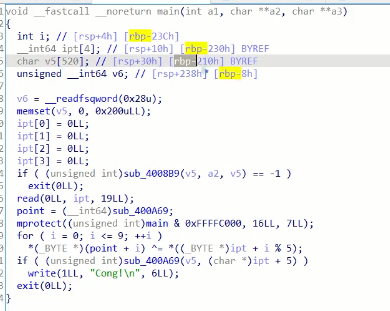 void __fastcall __noreturn main(int a1, char **a2, char **a3)
{
int i; // [rsp+4h] [rbp-23Ch]
__int64 ipt[4]; // [rsp+10h] [rbp-230h] BYREF
char v5[520]; // [rsp+30h] [rbp-210h] BYREF
unsigned __int64 v6; // [rsp+238h] [rbp-8h]
v6 = __readfsqword(0x28u);
memset(v5, 0, 0x200uLL);
ipt[0] = 0LL;
ipt[1] = 0LL;
ipt[2] = 0LL;
ipt[3] = 0LL;
if ( (unsigned int)sub_4008B9(v5, a2, v5) == -1 )
exit(0LL);
read(0LL, ipt, 19LL);
point = (__int64)sub_400A69;
mprotect((unsigned int)main & 0xFFFFC000, 16LL, 7LL);
for ( i = 0; i <= 9; ++i )
*(_BYTE *)(point + i) ^= *((_BYTE *)ipt + i % 5);
if ( (unsigned int)sub_400A69(v5, (char *)ipt + 5) )
write(1LL, "Cong!\n", 6LL);
exit(0LL);
}